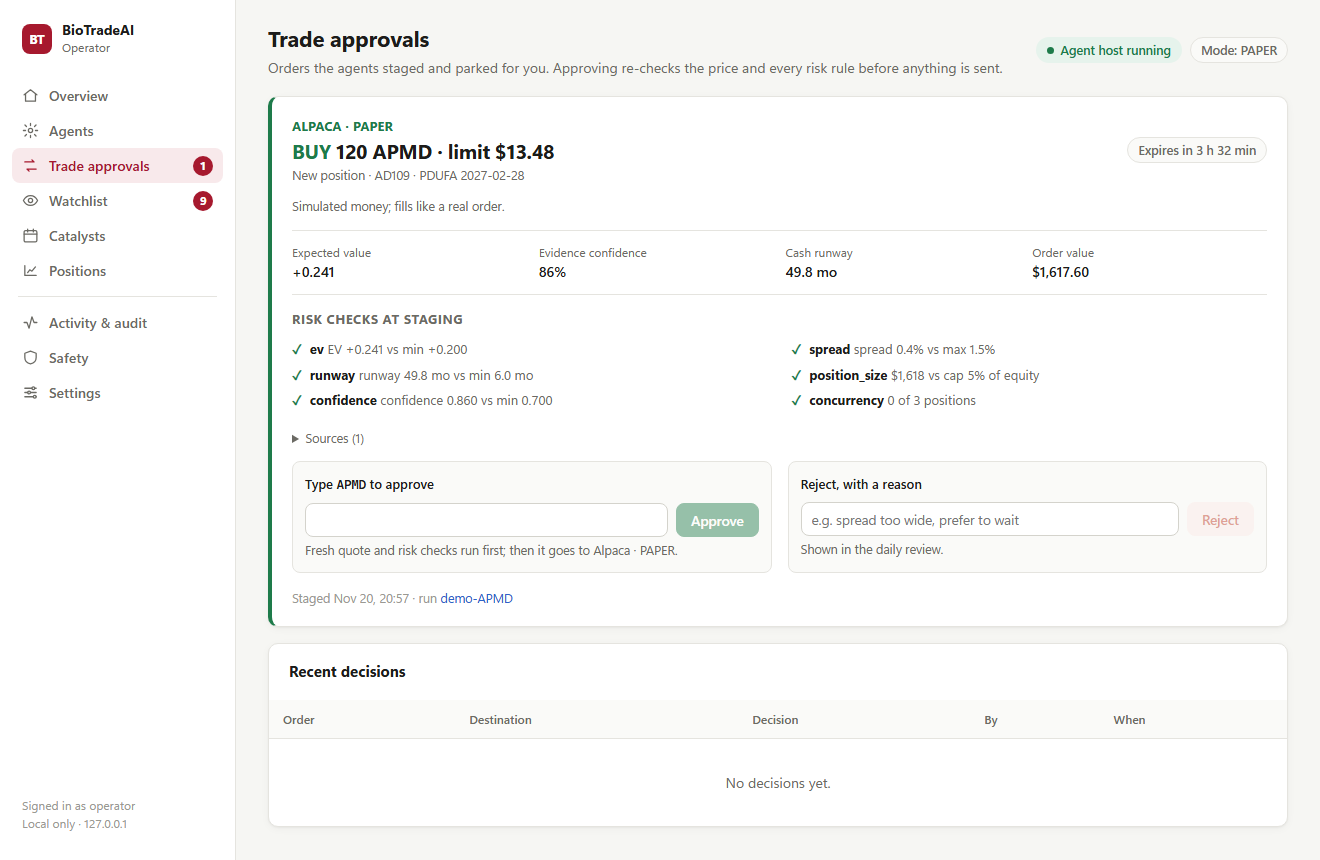 BT
BioTradeAI
Operator
Overview
Agents
Trade approvals 1
Watchlist 9
Catalysts
Positions
Activity & audit
Safety
Settings
Signed in as operator
Local only · 127.0.0.1
Trade approvals
Orders the agents staged and parked for you. Approving re-checks the price and every risk rule before anything is sent.
Agent host running
Mode: PAPER
ALPACA · PAPER
BUY 120 APMD · limit $13.48
New position · AD109 · PDUFA 2027-02-28
Expires in 3 h 32 min
Simulated money; fills like a real order.
Expected value
+0.241
Evidence confidence
86%
Cash runway
49.8 mo
Order value
$1,617.60
RISK CHECKS AT STAGING
✓ ev EV +0.241 vs min +0.200
✓ runway runway 49.8 mo vs min 6.0 mo
✓ confidence confidence 0.860 vs min 0.700
✓ spread spread 0.4% vs max 1.5%
✓ position_size $1,618 vs cap 5% of equity
✓ concurrency 0 of 3 positions
Sources (1)
Type APMD to approve
Approve
Fresh quote and risk checks run first; then it goes to Alpaca · PAPER.
Reject, with a reason
e.g. spread too wide, prefer to wait
Reject
Shown in the daily review.
Staged Nov 20, 20:57 · run demo-APMD
Recent decisions
Order Destination Decision By When
No decisions yet.